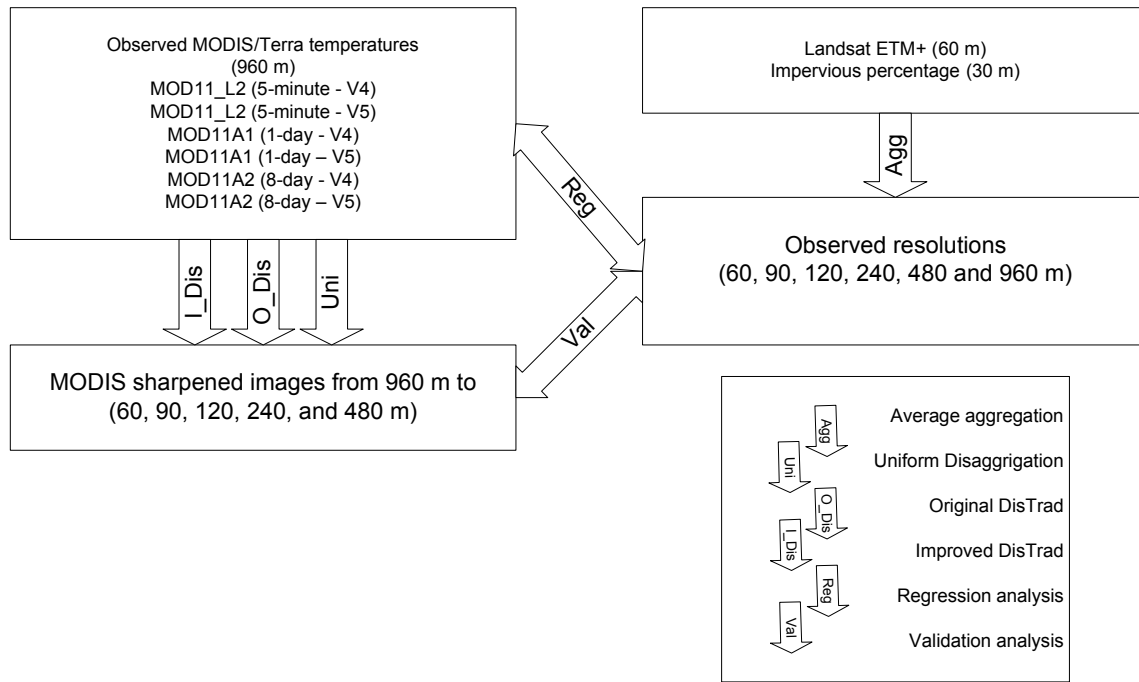 Observed MODIS/Terra temperatures
(960 m)
MOD11_L2 (5-minute - V4)
MOD11_L2 (5-minute - V5)
MOD11A1 (1-day - V4)
MOD11A1 (1-day – V5)
MOD11A2 (8-day - V4)
MOD11A2 (8-day – V5)
Landsat ETM+ (60 m)
Impervious percentage (30 m)
Agg
Reg
Observed resolutions
(60, 90, 120, 240, 480 and 960 m)
I_Dis
O_Dis
Uni
Val
MODIS sharpened images from 960 m to
(60, 90, 120, 240, and 480 m)
Agg
Average aggregation
Uni
Uniform Disaggrigation
O_Dis
Original DisTrad
I_Dis
Improved DisTrad
Reg
Regression analysis
Val
Validation analysis